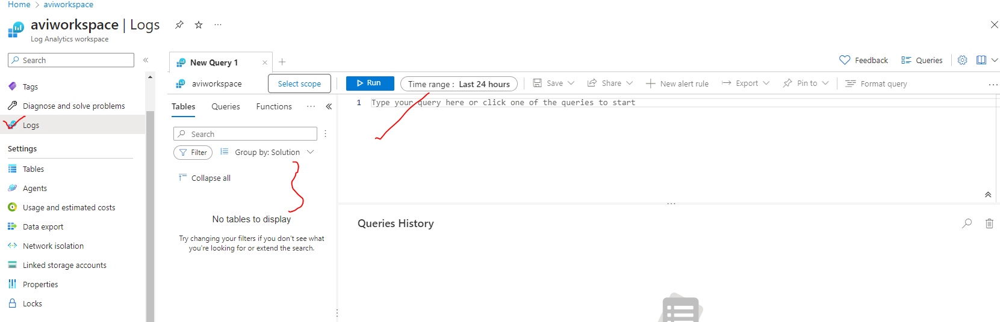 Home > aviworkspace
aviworkspace | Logs
Log Analytics workspace
Search
Tags
Diagnose and solve problems
Logs
Settings
Tables
Agents
Usage and estimated costs
Data export
Network isolation
Linked storage accounts
Properties
Locks
New Query 1
Feedback
Queries
aviworkspace
Select scope
Run
Time range : Last 24 hours
Save
Share
New alert rule
Export
Pin to
Format query
Tables
Queries
Functions
Search
Filter
Group by: Solution
Collapse all
No tables to display
Try changing your filters if you don't see what
you're looking for or extend the search.
1 Type your query here or click one of the queries to start
Queries History